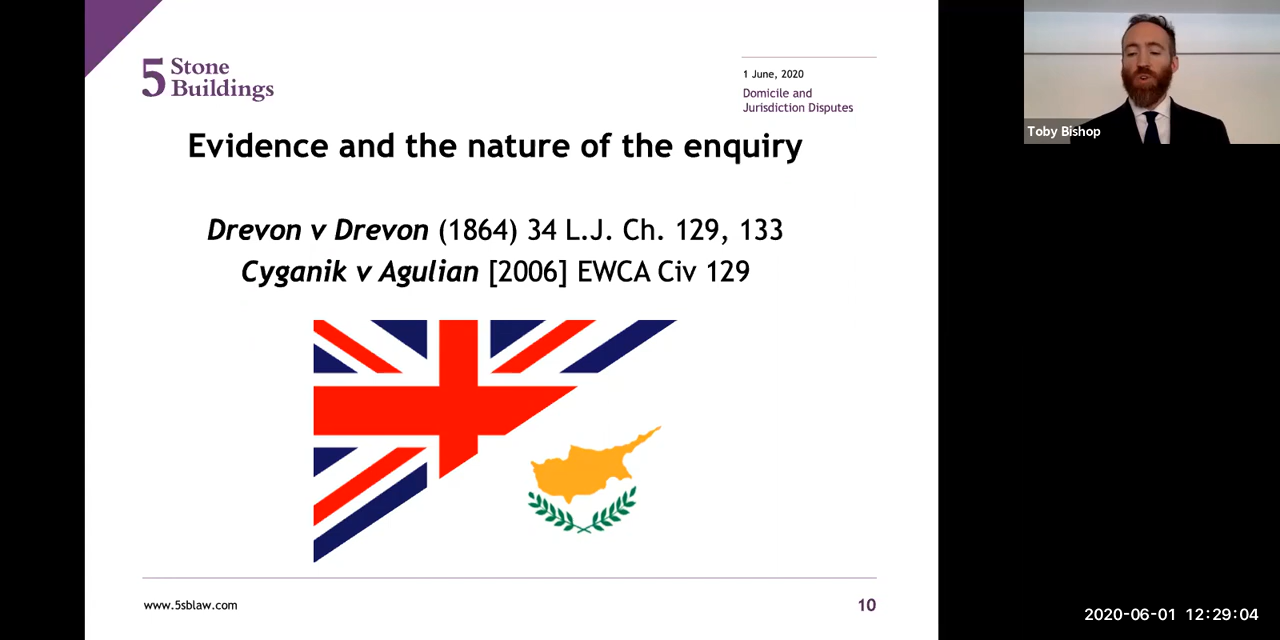 5 Stone
Buildings
1 June, 2020
Domicile and
Jurisdiction Disputes
Evidence and the nature of the enquiry
Drevon v Drevon (1864) 34 L.J. Ch. 129, 133
Cyganik v Agulian [2006] EWCA Civ 129
www.5sblaw.com
10
Toby Bishop
2020-06-01 12:29:04